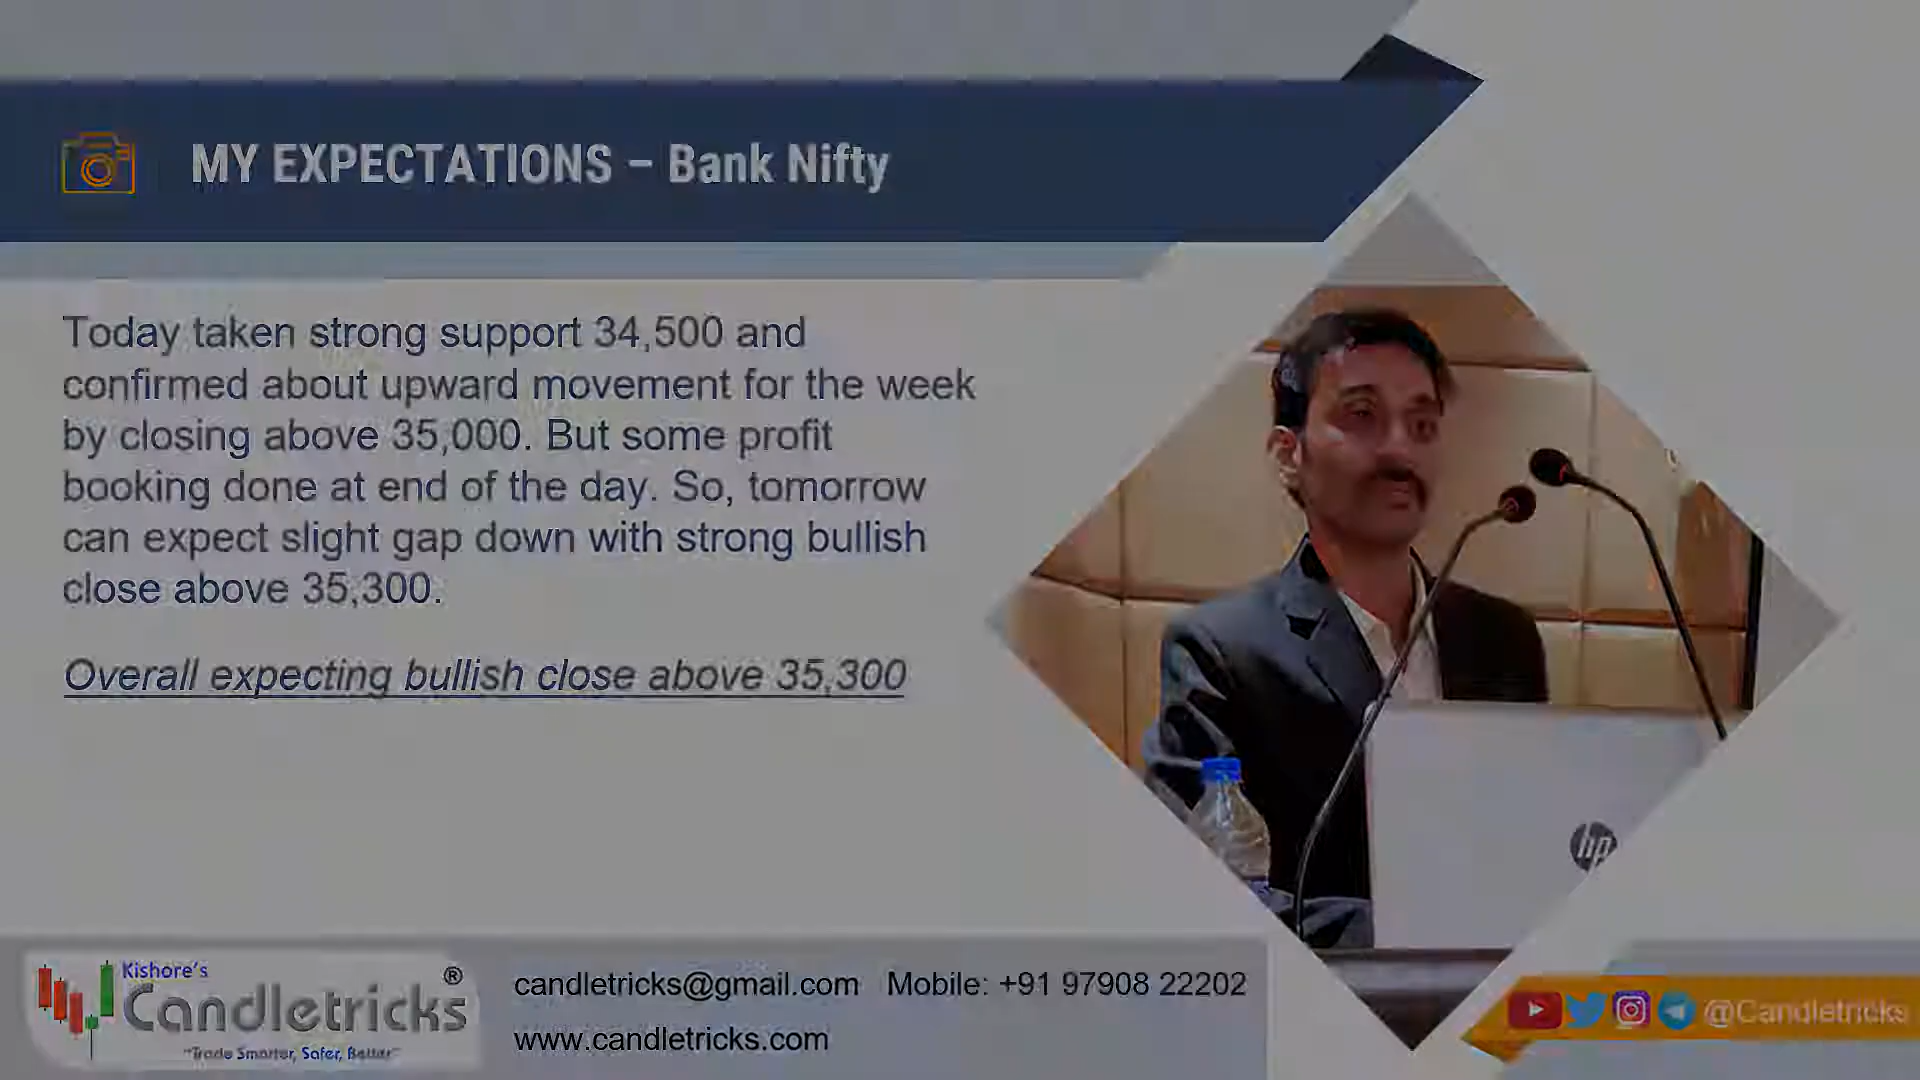 MY EXPECTATIONS – Bank Nifty
Today taken strong support 34,500 and
confirmed about upward movement for the week
by closing above 35,000. But some profit
booking done at end of the day. So, tomorrow
can expect slight gap down with strong bullish
close above 35,300.
Overall expecting bullish close above 35,300
hp
Kishore's
Candletricks ®
"Trade Smarter, Safer, Better"
candletricks@gmail.com Mobile: +91 97908 22202
www.candletricks.com
@Candletricks